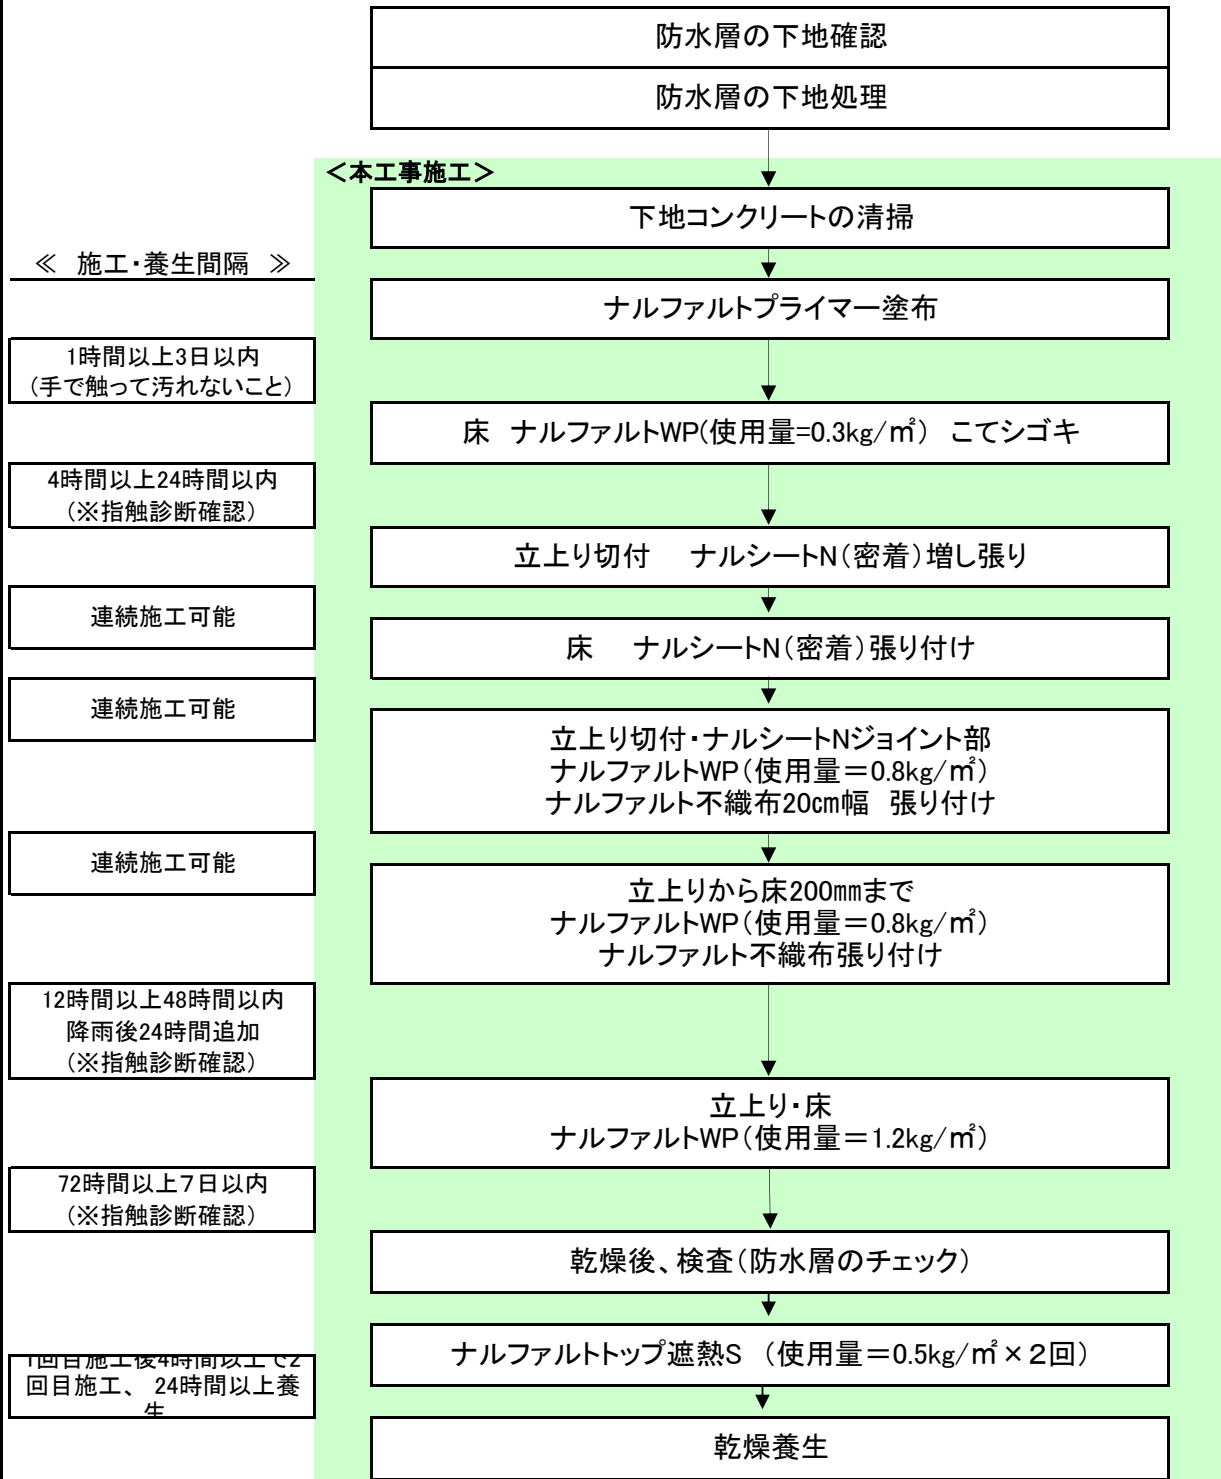 防水層の下地確認
防水層の下地処理
＜本工事施工＞
下地コンクリートの清掃
≪　施工・養生間隔　≫
ナルファルトプライマー塗布
1時間以上3日以内
（手で触って汚れないこと）
床　ナルファルトWP(使用量=0.3kg/㎡）　こてシゴキ
4時間以上24時間以内
（※指触診断確認）
立上り切付　　ナルシートN（密着）増し張り
連続施工可能
床　　ナルシートN（密着）張り付け
連続施工可能
立上り切付・ナルシートNジョイント部
ナルファルトWP（使用量＝0.8kg/㎡）
ナルファルト不織布20㎝幅　張り付け
連続施工可能
立上りから床200㎜まで
ナルファルトWP（使用量＝0.8kg/㎡）
ナルファルト不織布張り付け
12時間以上48時間以内
降雨後24時間追加
（※指触診断確認）
立上り・床
ナルファルトWP（使用量＝1.2kg/㎡）
72時間以上７日以内
（※指触診断確認）
乾燥後、検査（防水層のチェック）
ナルファルトトップ遮熱S　（使用量＝0.5kg/㎡×２回）
1回目施工後4時間以上で2
回目施工、 24時間以上養
生
乾燥養生